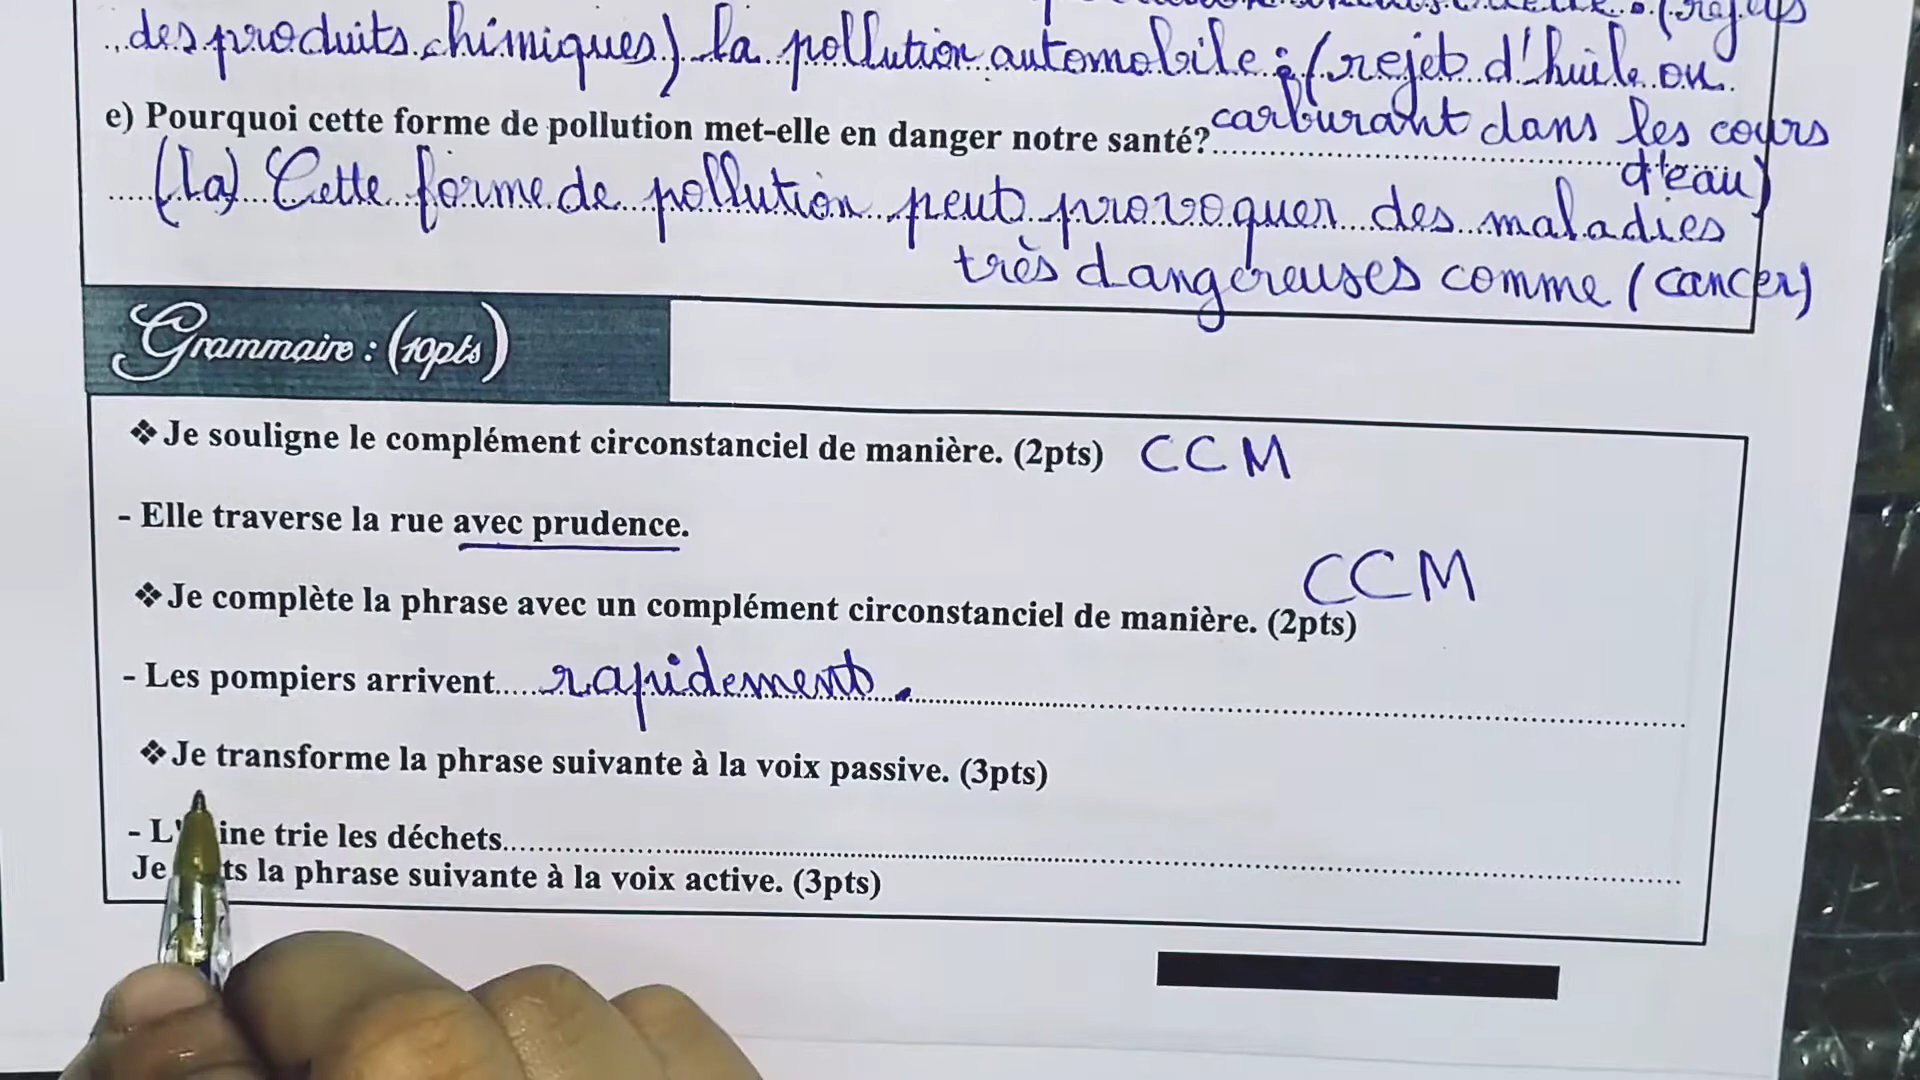 (rejets
des produits chimiques) la pollution automobile : (rejet d'huile ou
e) Pourquoi cette forme de pollution met-elle en danger notre santé? carburant dans les cours
d'eau)
(la) Cette forme de pollution peut provoquer des maladies
très dangereuses comme (cancer)
Grammaire : (10pts)
❖Je souligne le complément circonstanciel de manière. (2pts) CCM
- Elle traverse la rue avec prudence.
CCM
❖Je complète la phrase avec un complément circonstanciel de manière. (2pts)
- Les pompiers arrivent..... rapidement.
❖Je transforme la phrase suivante à la voix passive. (3pts)
- L' ine trie les déchets.....
Je ts la phrase suivante à la voix active. (3pts)